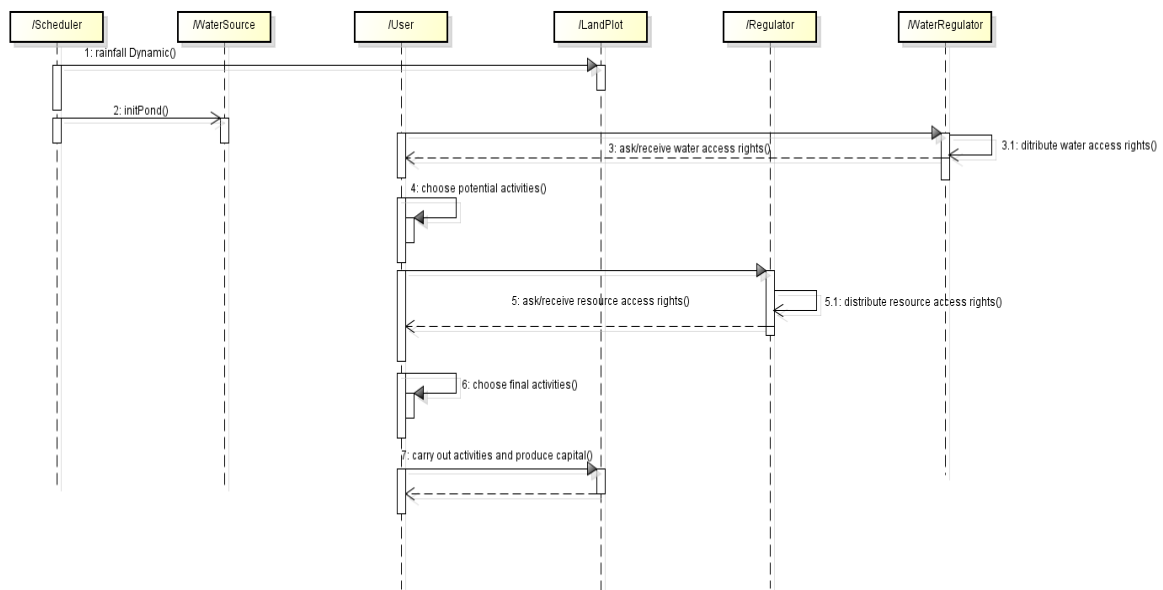 /Scheduler
/WaterSource
/User
/LandPlot
/Regulator
/WaterRegulator
1: rainfall Dynamic()
2: initPond()
3: ask/receive water access rights()
3.1: ditribute water access rights()
4: choose potential activities()
5: ask/receive resource access rights()
5.1: distribute resource access rights()
6: choose final activities()
7: carry out activities and produce capital()